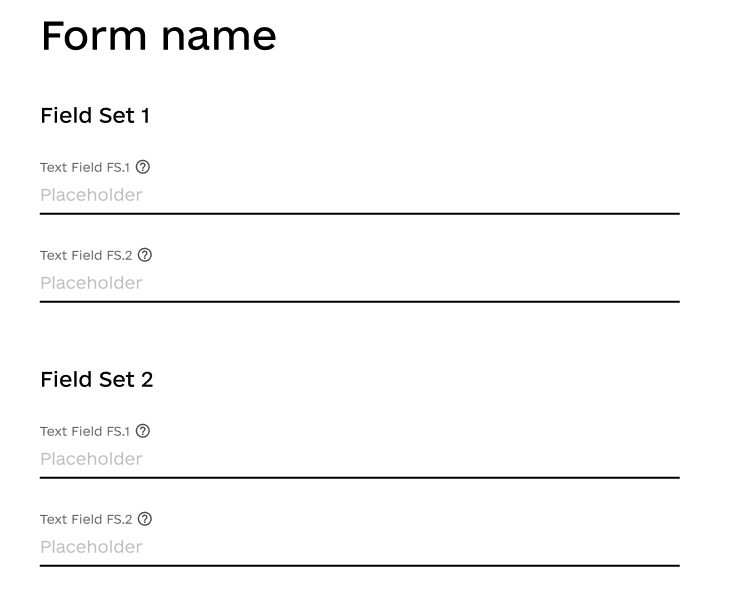 Form name
Field Set 1
Text Field FS.1 ?
Placeholder
Text Field FS.2 ?
Placeholder
Field Set 2
Text Field FS.1 ?
Placeholder
Text Field FS.2 ?
Placeholder